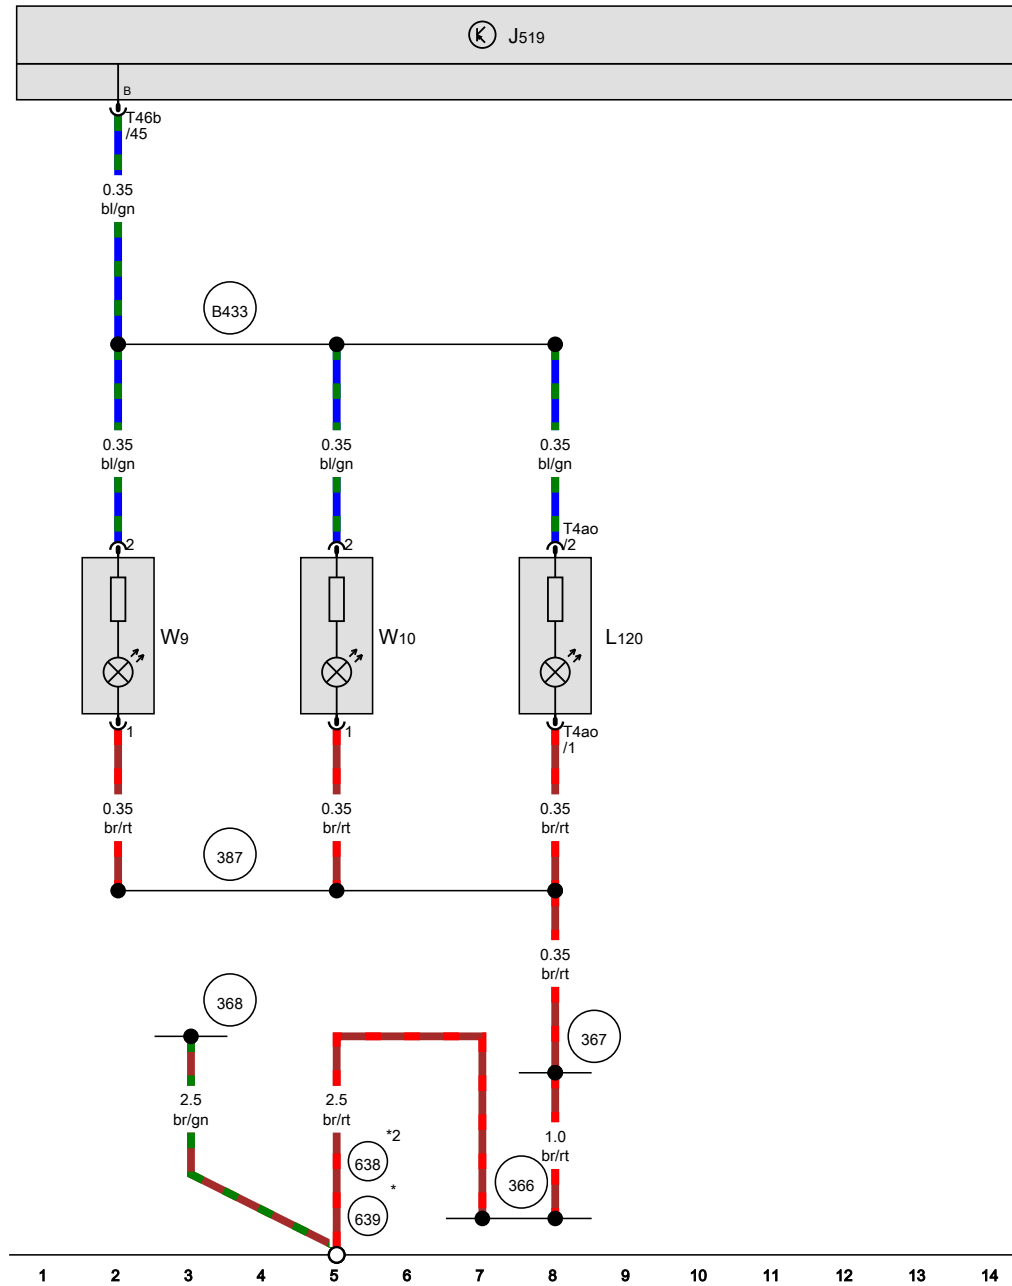 J519
B
T46b
/45
0.35
bl/gn
B433
0.35
bl/gn
0.35
bl/gn
0.35
bl/gn
2
2
T4ao
/2
W9
W10
L120
1
1
T4ao
/1
0.35
br/rt
0.35
br/rt
0.35
br/rt
387
0.35
br/rt
368
367
2.5
br/gn
2.5
br/rt
*2
638
1.0
br/rt
366
*
639
1 2 3 4 5 6 7 8 9 10 11 12 13 14